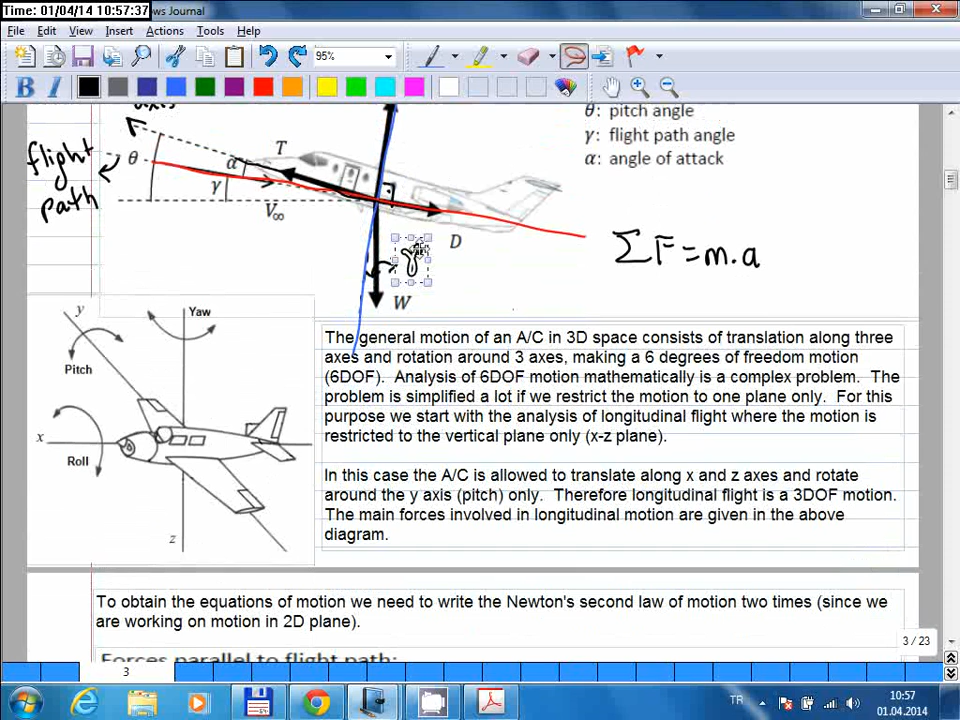 Time: 01/04/14 10:57:37
ws Journal
File Edit View Insert Actions Tools Help
95%
B I
θ: pitch angle
γ: flight path angle
α: angle of attack
flight
path
θ
α
γ
T
V∞
D
γ
W
ΣF=m.a
y
Yaw
Pitch
x
Roll
z
The general motion of an A/C in 3D space consists of translation along three
axes and rotation around 3 axes, making a 6 degrees of freedom motion
(6DOF). Analysis of 6DOF motion mathematically is a complex problem. The
problem is simplified a lot if we restrict the motion to one plane only. For this
purpose we start with the analysis of longitudinal flight where the motion is
restricted to the vertical plane only (x-z plane).
In this case the A/C is allowed to translate along x and z axes and rotate
around the y axis (pitch) only. Therefore longitudinal flight is a 3DOF motion.
The main forces involved in longitudinal motion are given in the above
diagram.
To obtain the equations of motion we need to write the Newton's second law of motion two times (since we
are working on motion in 2D plane).
Forces parallel to flight path:
3 / 23
3
TR
10:57
01.04.2014